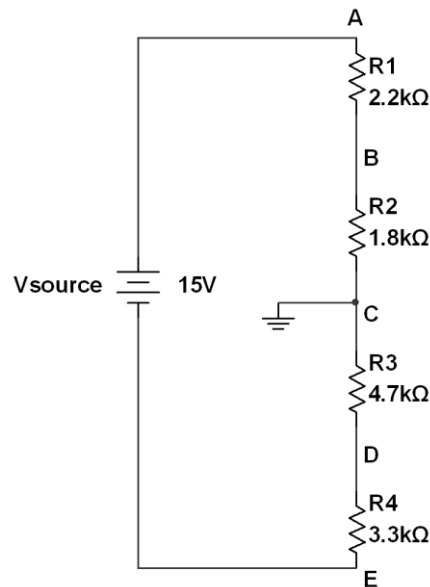 A
R1
2.2kΩ
B
R2
1.8kΩ
Vsource 15V
C
R3
4.7kΩ
D
R4
3.3kΩ
E